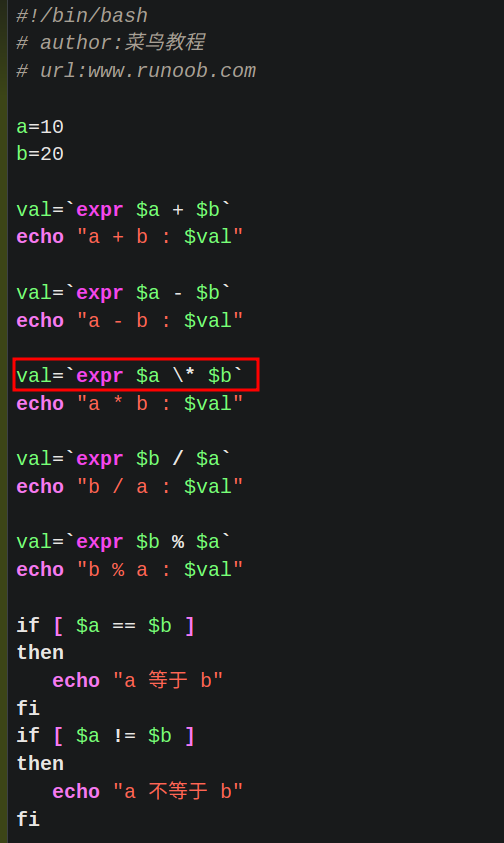 #!/bin/bash
# author:菜鸟教程
# url:www.runoob.com
a=10
b=20
val=`expr $a + $b`
echo "a + b : $val"
val=`expr $a - $b`
echo "a - b : $val"
val=`expr $a \* $b`
echo "a * b : $val"
val=`expr $b / $a`
echo "b / a : $val"
val=`expr $b % $a`
echo "b % a : $val"
if [ $a == $b ]
then
   echo "a 等于 b"
fi
if [ $a != $b ]
then
   echo "a 不等于 b"
fi